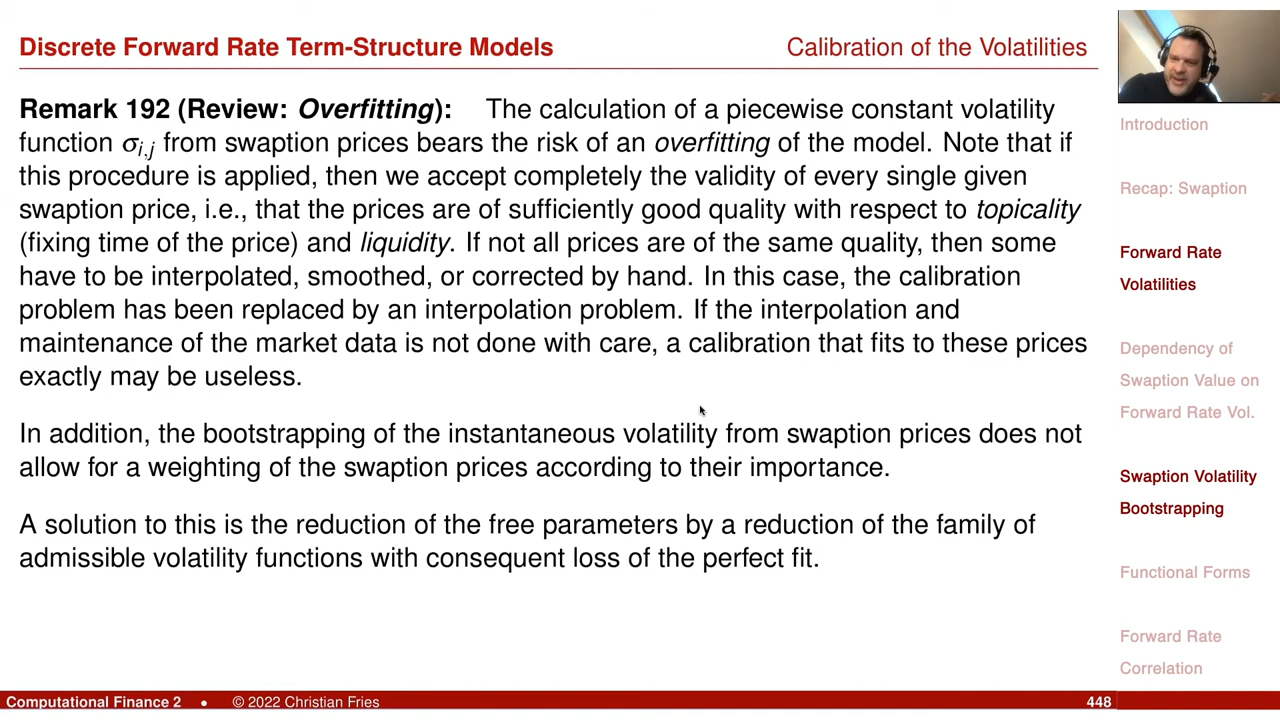 Discrete Forward Rate Term-Structure Models
Calibration of the Volatilities
Remark 192 (Review: Overfitting): The calculation of a piecewise constant volatility
function σi,j from swaption prices bears the risk of an overfitting of the model. Note that if
this procedure is applied, then we accept completely the validity of every single given
swaption price, i.e., that the prices are of sufficiently good quality with respect to topicality
(fixing time of the price) and liquidity. If not all prices are of the same quality, then some
have to be interpolated, smoothed, or corrected by hand. In this case, the calibration
problem has been replaced by an interpolation problem. If the interpolation and
maintenance of the market data is not done with care, a calibration that fits to these prices
exactly may be useless.
In addition, the bootstrapping of the instantaneous volatility from swaption prices does not
allow for a weighting of the swaption prices according to their importance.
A solution to this is the reduction of the free parameters by a reduction of the family of
admissible volatility functions with consequent loss of the perfect fit.
Introduction
Recap: Swaption
Forward Rate
Volatilities
Dependency of
Swaption Value on
Forward Rate Vol.
Swaption Volatility
Bootstrapping
Functional Forms
Forward Rate
Correlation
Computational Finance 2 • © 2022 Christian Fries
448